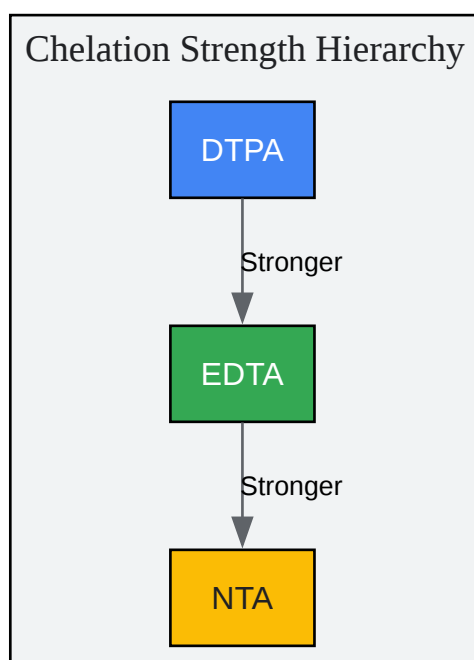 Chelation Strength Hierarchy
DTPA
Stronger
EDTA
Stronger
NTA